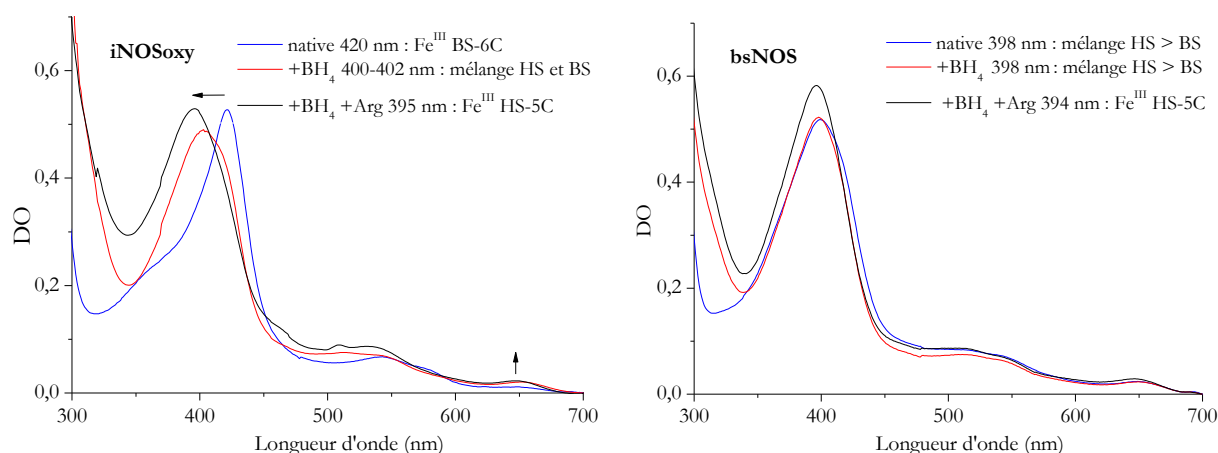 iNOSoxy
native 420 nm : Fe^III BS-6C
+BH₄ 400-402 nm : mélange HS et BS
+BH₄ +Arg 395 nm : Fe^III HS-5C
DO
0,6
0,4
0,2
0,0
300 400 500 600 700
Longueur d'onde (nm)
bsNOS
native 398 nm : mélange HS > BS
+BH₄ 398 nm : mélange HS > BS
+BH₄ +Arg 394 nm : Fe^III HS-5C
DO
0,6
0,4
0,2
0,0
300 400 500 600 700
Longueur d'onde (nm)